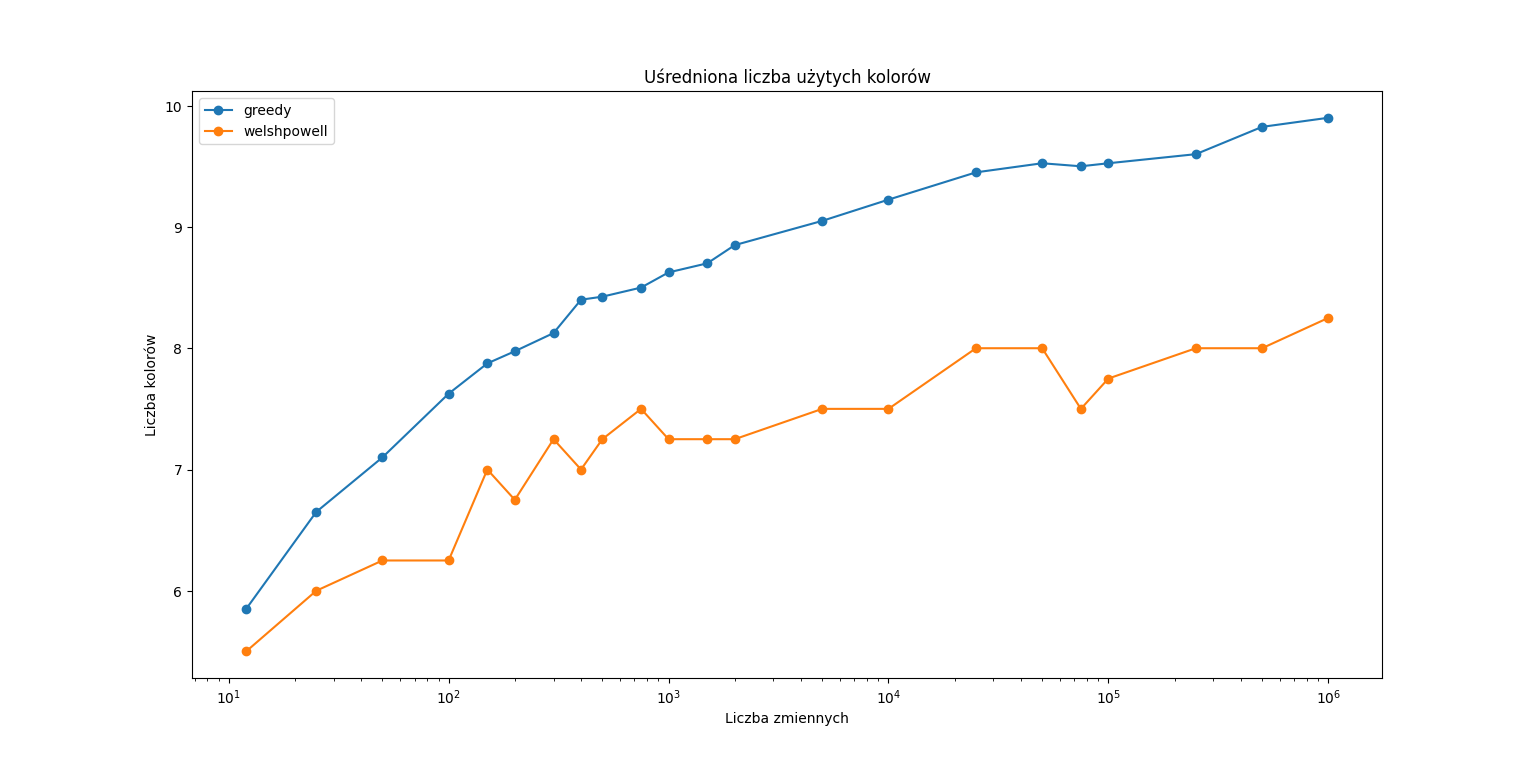 Uśredniona liczba użytych kolorów
greedy
welshpowell
10
9
8
7
6
Liczba kolorów
10¹
10²
10³
10⁴
10⁵
10⁶
Liczba zmiennych